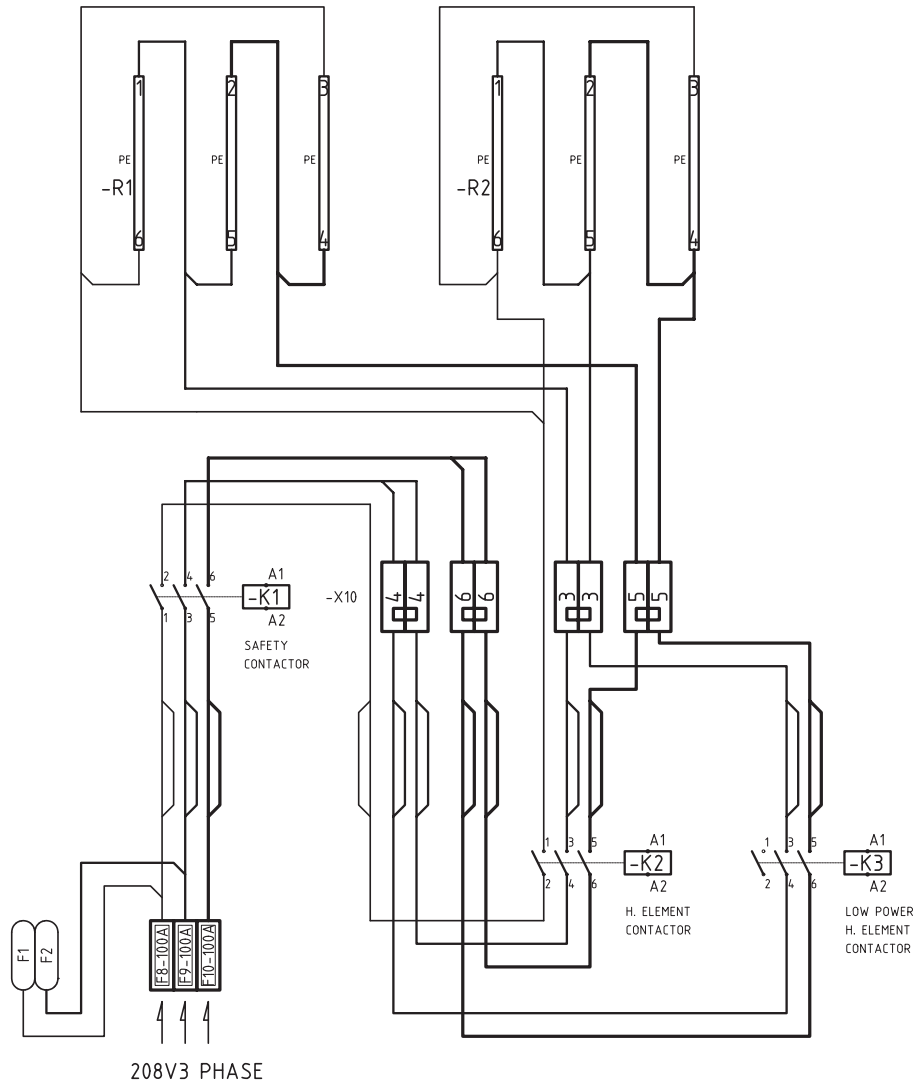 1 2 3 1 2 3
PE PE PE PE PE PE
-R1 -R2
6 5 4 6 5 4
2 4 6 A1
-K1
1 3 5 A2
SAFETY
CONTACTOR
-X10 4 4 6 6 3 3 5 5
1 3 5 A1 1 3 5 A1
-K2 -K3
2 4 6 A2 2 4 6 A2
H. ELEMENT
CONTACTOR
LOW POWER
H. ELEMENT
CONTACTOR
F1 F2 F8-100A F9-100A F10-100A
208V3 PHASE